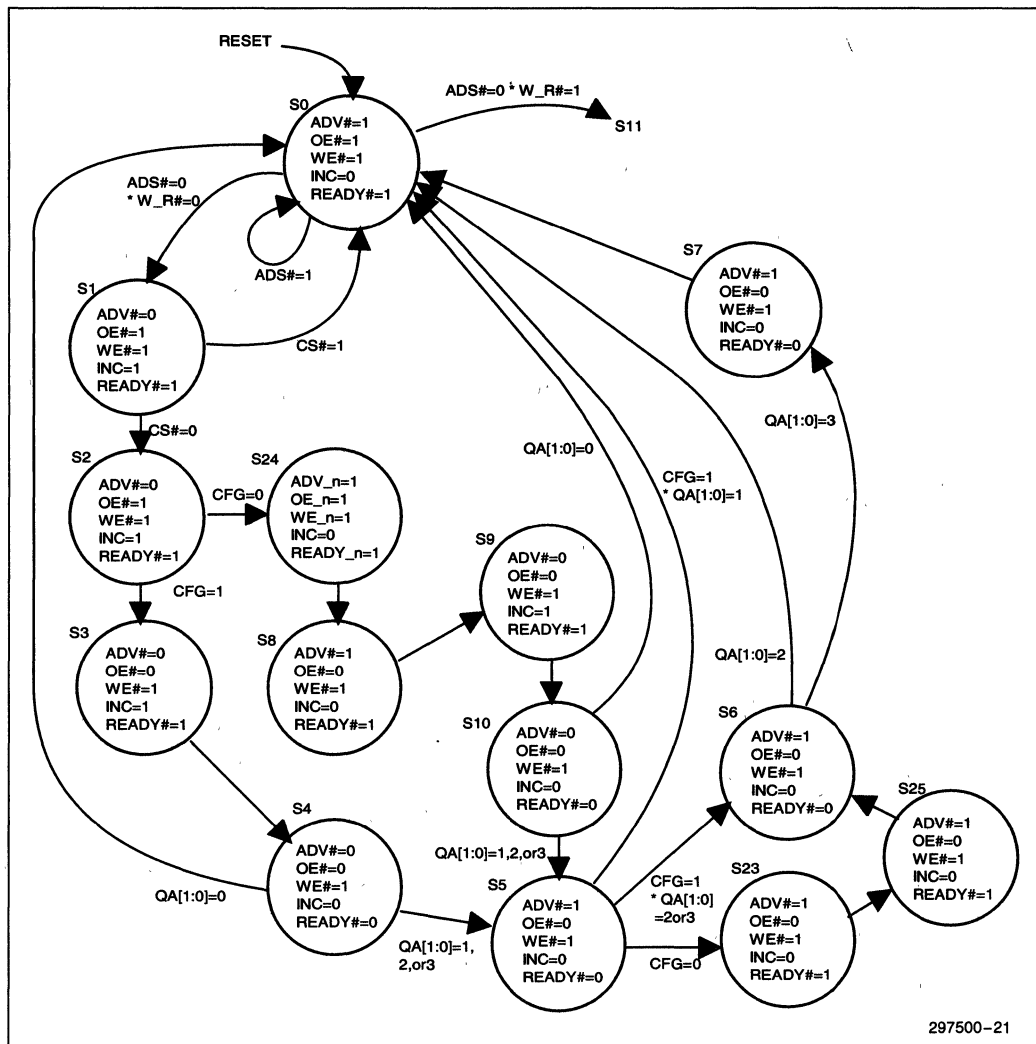 RESET
S0
ADV#=1
OE#=1
WE#=1
INC=0
READY#=1
ADS#=0 * W_R#=1
S11
ADS#=0
* W_R#=0
ADS#=1
S1
ADV#=0
OE#=1
WE#=1
INC=1
READY#=1
CS#=1
CS#=0
S7
ADV#=1
OE#=0
WE#=1
INC=0
READY#=0
QA[1:0]=3
S2
ADV#=0
OE#=1
WE#=1
INC=1
READY#=1
CFG=0
S24
ADV_n=1
OE_n=1
WE_n=1
INC=0
READY_n=1
QA[1:0]=0
CFG=1
* QA[1:0]=1
CFG=1
S9
ADV#=0
OE#=0
WE#=1
INC=1
READY#=1
S3
ADV#=0
OE#=0
WE#=1
INC=1
READY#=1
S8
ADV#=1
OE#=0
WE#=1
INC=0
READY#=1
QA[1:0]=2
S10
ADV#=0
OE#=0
WE#=1
INC=0
READY#=0
S6
ADV#=1
OE#=0
WE#=1
INC=0
READY#=0
S25
ADV#=1
OE#=0
WE#=1
INC=0
READY#=1
S4
ADV#=0
OE#=0
WE#=1
INC=0
READY#=0
QA[1:0]=0
QA[1:0]=1,
2,or3
QA[1:0]=1,2,or3
S5
ADV#=1
OE#=0
WE#=1
INC=0
READY#=0
CFG=1
* QA[1:0]
=2or3
CFG=0
S23
ADV#=1
OE#=0
WE#=1
INC=0
READY#=1
297500-21